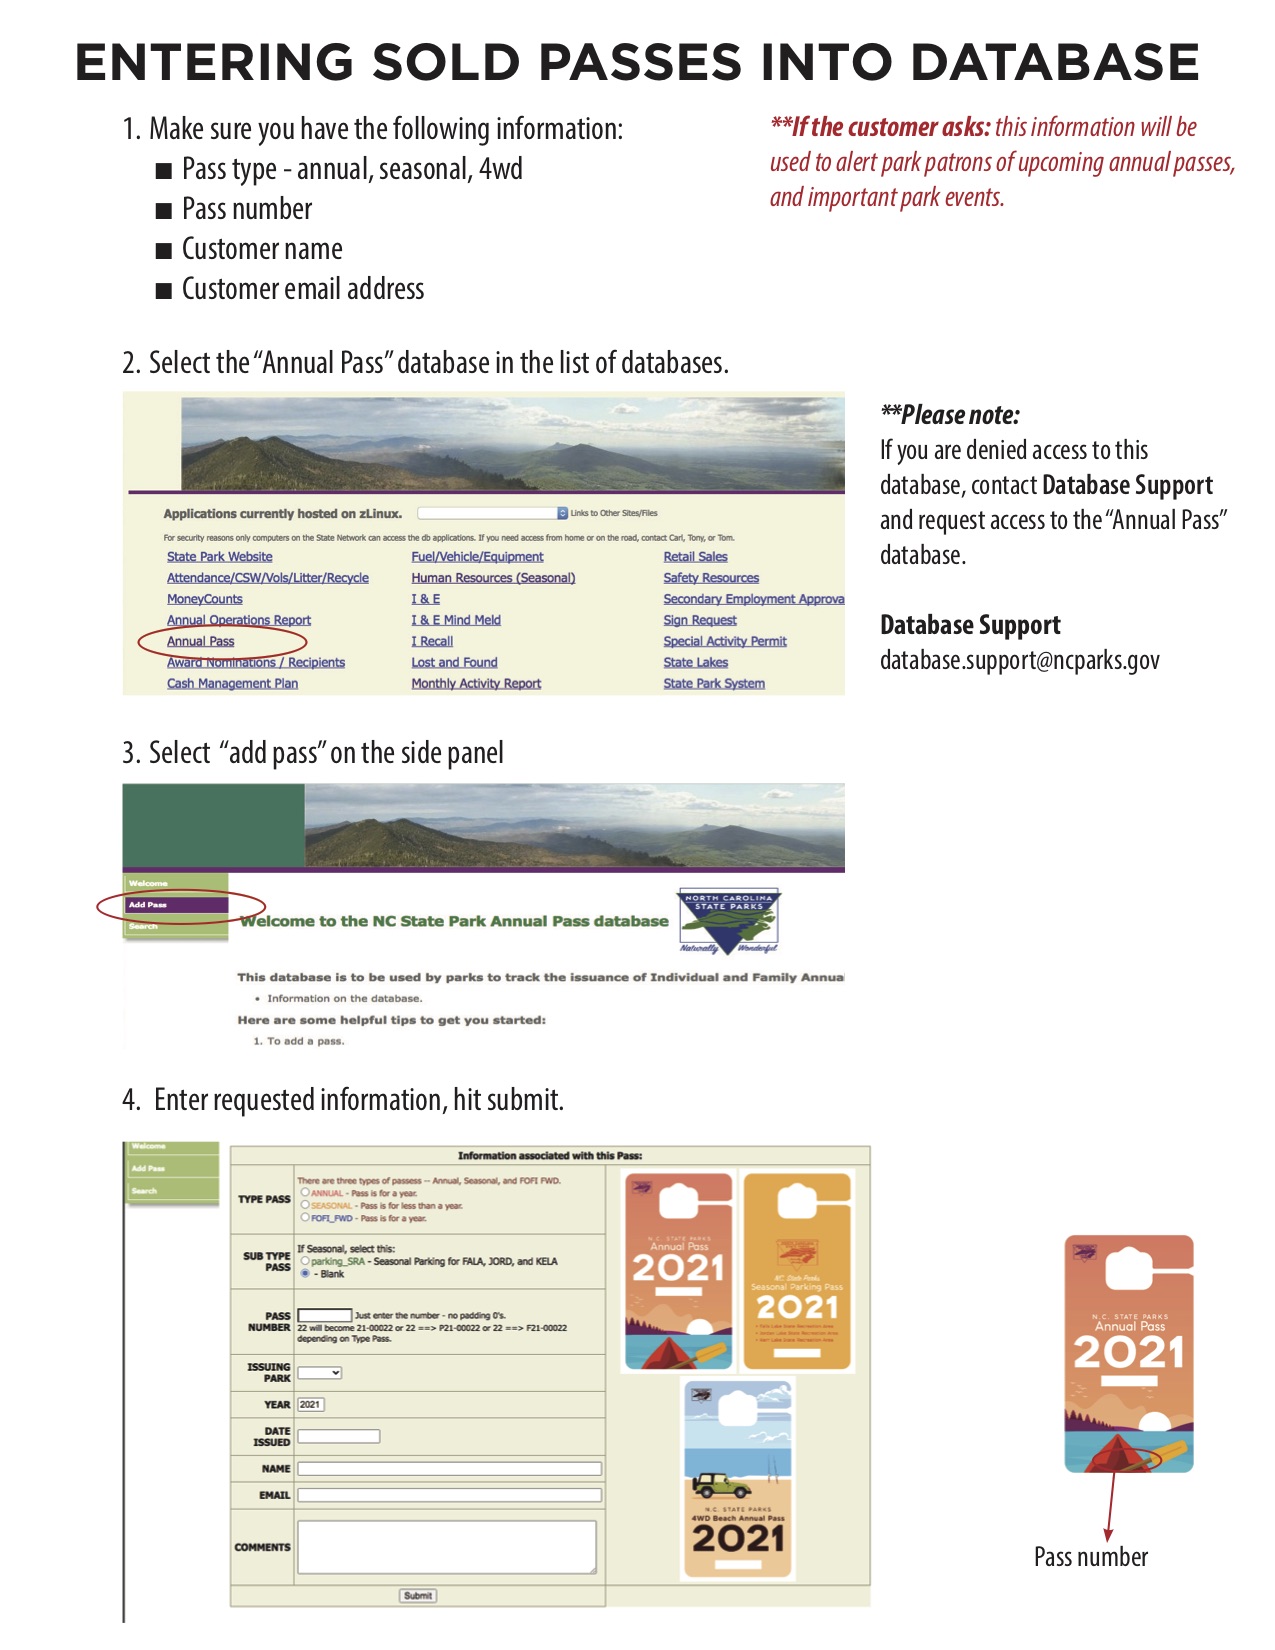 ENTERING SOLD PASSES INTO DATABASE
1. Make sure you have the following information:
■ Pass type - annual, seasonal, 4wd
■ Pass number
■ Customer name
■ Customer email address
**If the customer asks: this information will be
used to alert park patrons of upcoming annual passes,
and important park events.
2. Select the “Annual Pass” database in the list of databases.
Applications currently hosted on zLinux.
Links to Other Sites/Files
For security reasons only computers on the State Network can access the db applications. If you need access from home or on the road, contact Carl, Tony, or Tom.
State Park Website
Attendance/CSW/Vols/Litter/Recycle
MoneyCounts
Annual Operations Report
Annual Pass
Award Nominations / Recipients
Cash Management Plan
Fuel/Vehicle/Equipment
Human Resources (Seasonal)
I & E
I & E Mind Meld
I Recall
Lost and Found
Monthly Activity Report
Retail Sales
Safety Resources
Secondary Employment Approva
Sign Request
Special Activity Permit
State Lakes
State Park System
**Please note:
If you are denied access to this
database, contact Database Support
and request access to the “Annual Pass”
database.
Database Support
database.support@ncparks.gov
3. Select “add pass” on the side panel
Welcome
Add Pass
Search
Welcome to the NC State Park Annual Pass database
NORTH CAROLINA
STATE PARKS
Naturally Wonderful
This database is to be used by parks to track the issuance of Individual and Family Annua
• Information on the database.
Here are some helpful tips to get you started:
1. To add a pass.
4. Enter requested information, hit submit.
Welcome
Add Pass
Search
Information associated with this Pass:
TYPE PASS
There are three types of passess -- Annual, Seasonal, and FOFI FWD.
ANNUAL - Pass is for a year.
SEASONAL - Pass is for less than a year.
FOFI_FWD - Pass is for a year.
SUB TYPE
PASS
If Seasonal, select this:
parking_SRA - Seasonal Parking for FALA, JORD, and KELA
- Blank
PASS
NUMBER
Just enter the number - no padding 0's.
22 will become 21-00022 or 22 ==> P21-00022 or 22 ==> F21-00022
depending on Type Pass.
ISSUING
PARK
YEAR
2021
DATE
ISSUED
NAME
EMAIL
COMMENTS
Submit
N.C. STATE PARKS
Annual Pass
2021
N.C. State Parks
Seasonal Parking Pass
2021
• Falls Lake State Recreation Area
• Jordan Lake State Recreation Area
• Kerr Lake State Recreation Area
N.C. STATE PARKS
4WD Beach Annual Pass
2021
N.C. STATE PARKS
Annual Pass
2021
Pass number